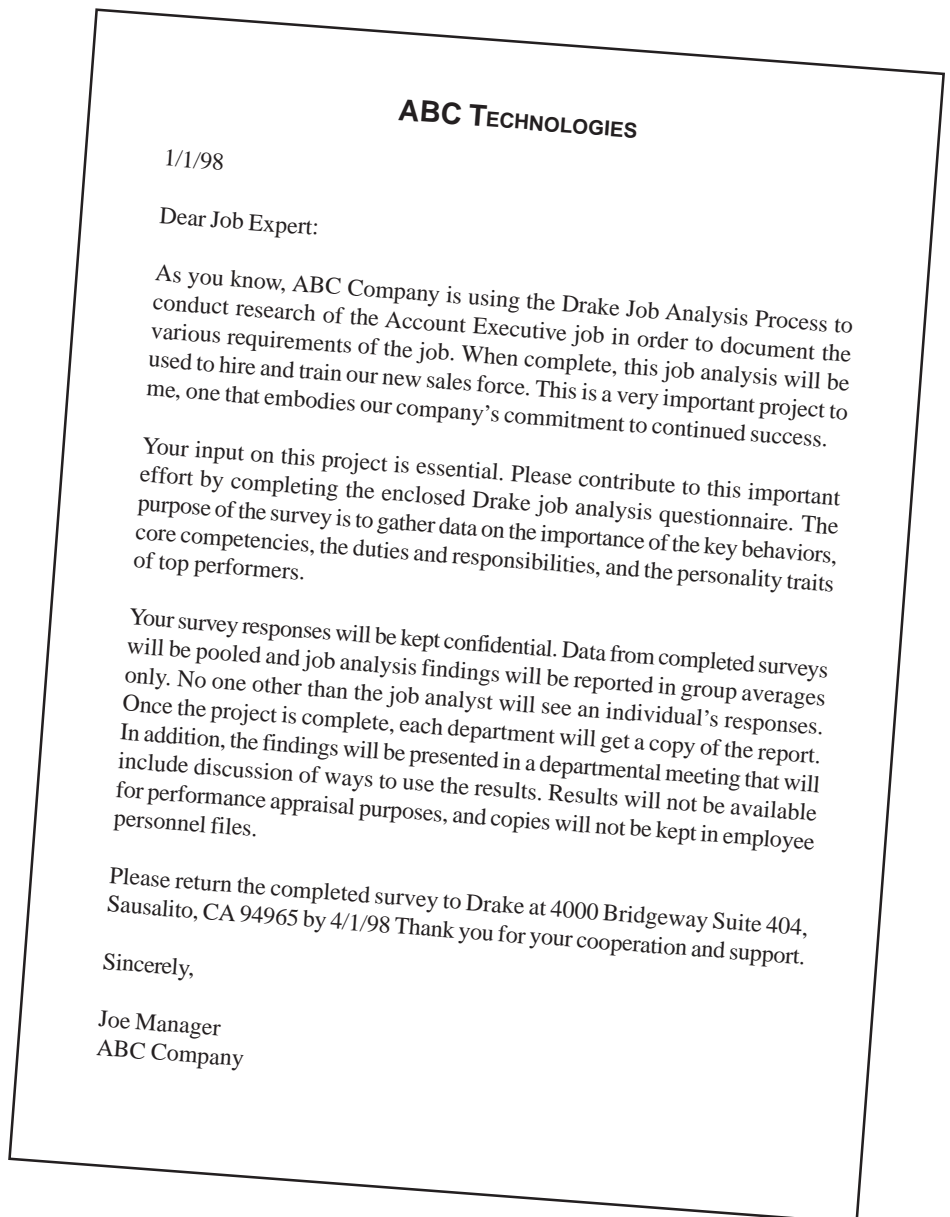 ABC TECHNOLOGIES
1/1/98
Dear Job Expert:
As you know, ABC Company is using the Drake Job Analysis Process to
conduct research of the Account Executive job in order to document the
various requirements of the job. When complete, this job analysis will be
used to hire and train our new sales force. This is a very important project to
me, one that embodies our company’s commitment to continued success.
Your input on this project is essential. Please contribute to this important
effort by completing the enclosed Drake job analysis questionnaire. The
purpose of the survey is to gather data on the importance of the key behaviors,
core competencies, the duties and responsibilities, and the personality traits
of top performers.
Your survey responses will be kept confidential. Data from completed surveys
will be pooled and job analysis findings will be reported in group averages
only. No one other than the job analyst will see an individual’s responses.
Once the project is complete, each department will get a copy of the report.
In addition, the findings will be presented in a departmental meeting that will
include discussion of ways to use the results. Results will not be available
for performance appraisal purposes, and copies will not be kept in employee
personnel files.
Please return the completed survey to Drake at 4000 Bridgeway Suite 404,
Sausalito, CA 94965 by 4/1/98 Thank you for your cooperation and support.
Sincerely,
Joe Manager
ABC Company